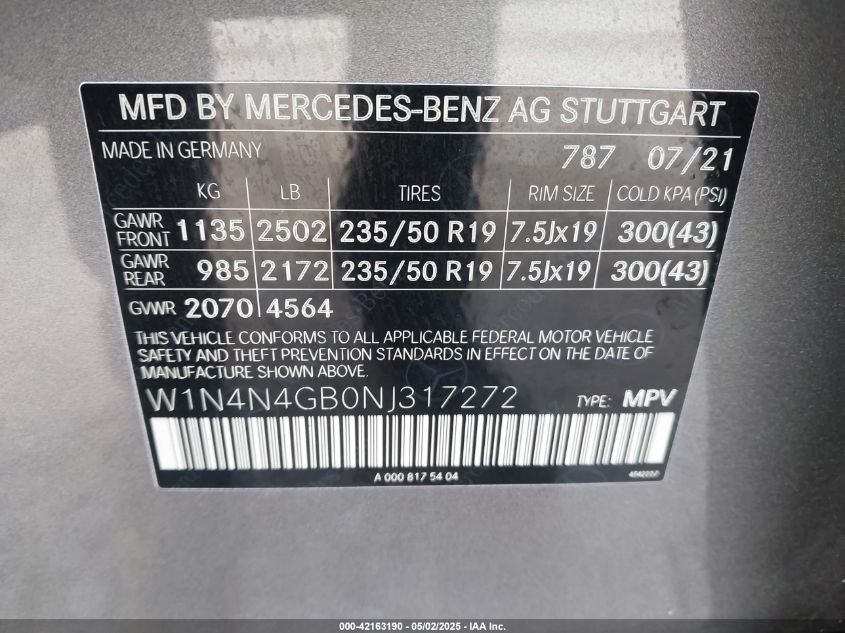 MFD BY MERCEDES-BENZ AG STUTTGART
MADE IN GERMANY 787 07/21
KG LB TIRES RIM SIZE COLD KPA (PSI)
GAWR FRONT 1135 2502 235/50 R19 7.5Jx19 300(43)
GAWR REAR 985 2172 235/50 R19 7.5Jx19 300(43)
GVWR 2070 4564
THIS VEHICLE CONFORMS TO ALL APPLICABLE FEDERAL MOTOR VEHICLE
SAFETY AND THEFT PREVENTION STANDARDS IN EFFECT ON THE DATE OF
MANUFACTURE SHOWN ABOVE.
W1N4N4GB0NJ317272 TYPE: MPV
A 000 817 54 04
000-42163190 - 05/02/2025 - IAA Inc.